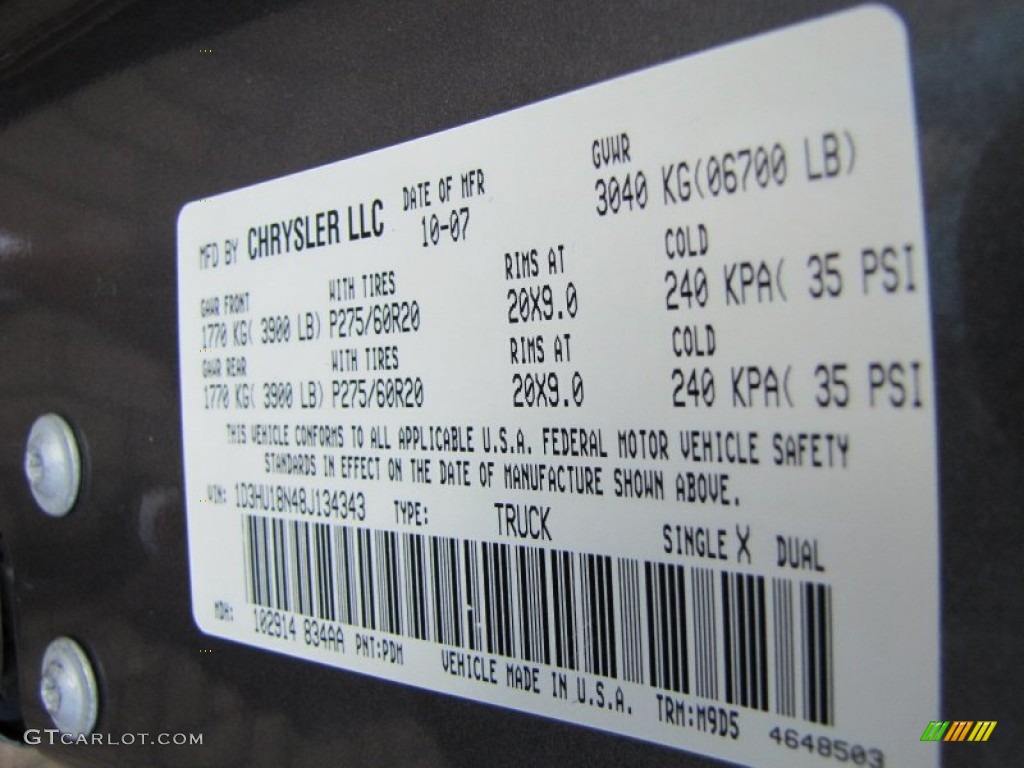 MFD BY CHRYSLER LLC DATE OF MFR GVWR
10-07 3040 KG(06700 LB)
GAWR FRONT WITH TIRES RIMS AT COLD
1770 KG( 3900 LB) P275/60R20 20X9.0 240 KPA( 35 PSI
GAWR REAR WITH TIRES RIMS AT COLD
1770 KG( 3900 LB) P275/60R20 20X9.0 240 KPA( 35 PSI
THIS VEHICLE CONFORMS TO ALL APPLICABLE U.S.A. FEDERAL MOTOR VEHICLE SAFETY
STANDARDS IN EFFECT ON THE DATE OF MANUFACTURE SHOWN ABOVE.
VIN: 1D3HU18N48J134343 TYPE: TRUCK SINGLE X DUAL
MDH: 102914 834AA PNT:PDM VEHICLE MADE IN U.S.A. TRM:M9D5 4648503
GTCARLOT.COM